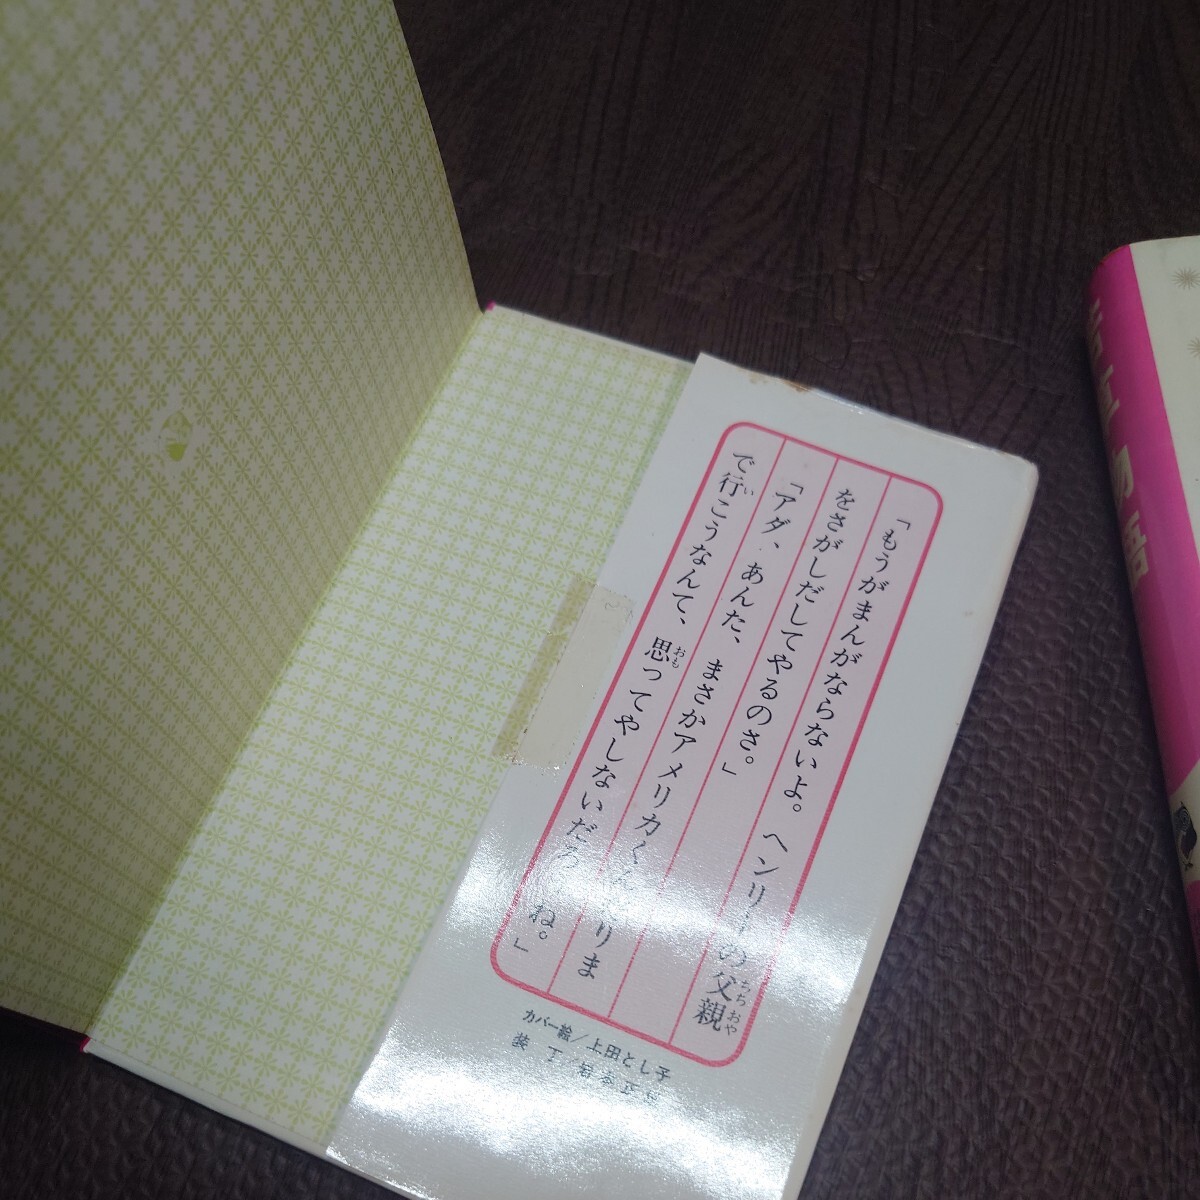 「もうがまんがならないよ。ヘンリーの父親
をさがしだしてやるのさ。」
「アダ、あんた、まさかアメリカくんだりま
で行こうなんて、思ってやしないだろうね。」
カバー絵/上田とし子
装丁